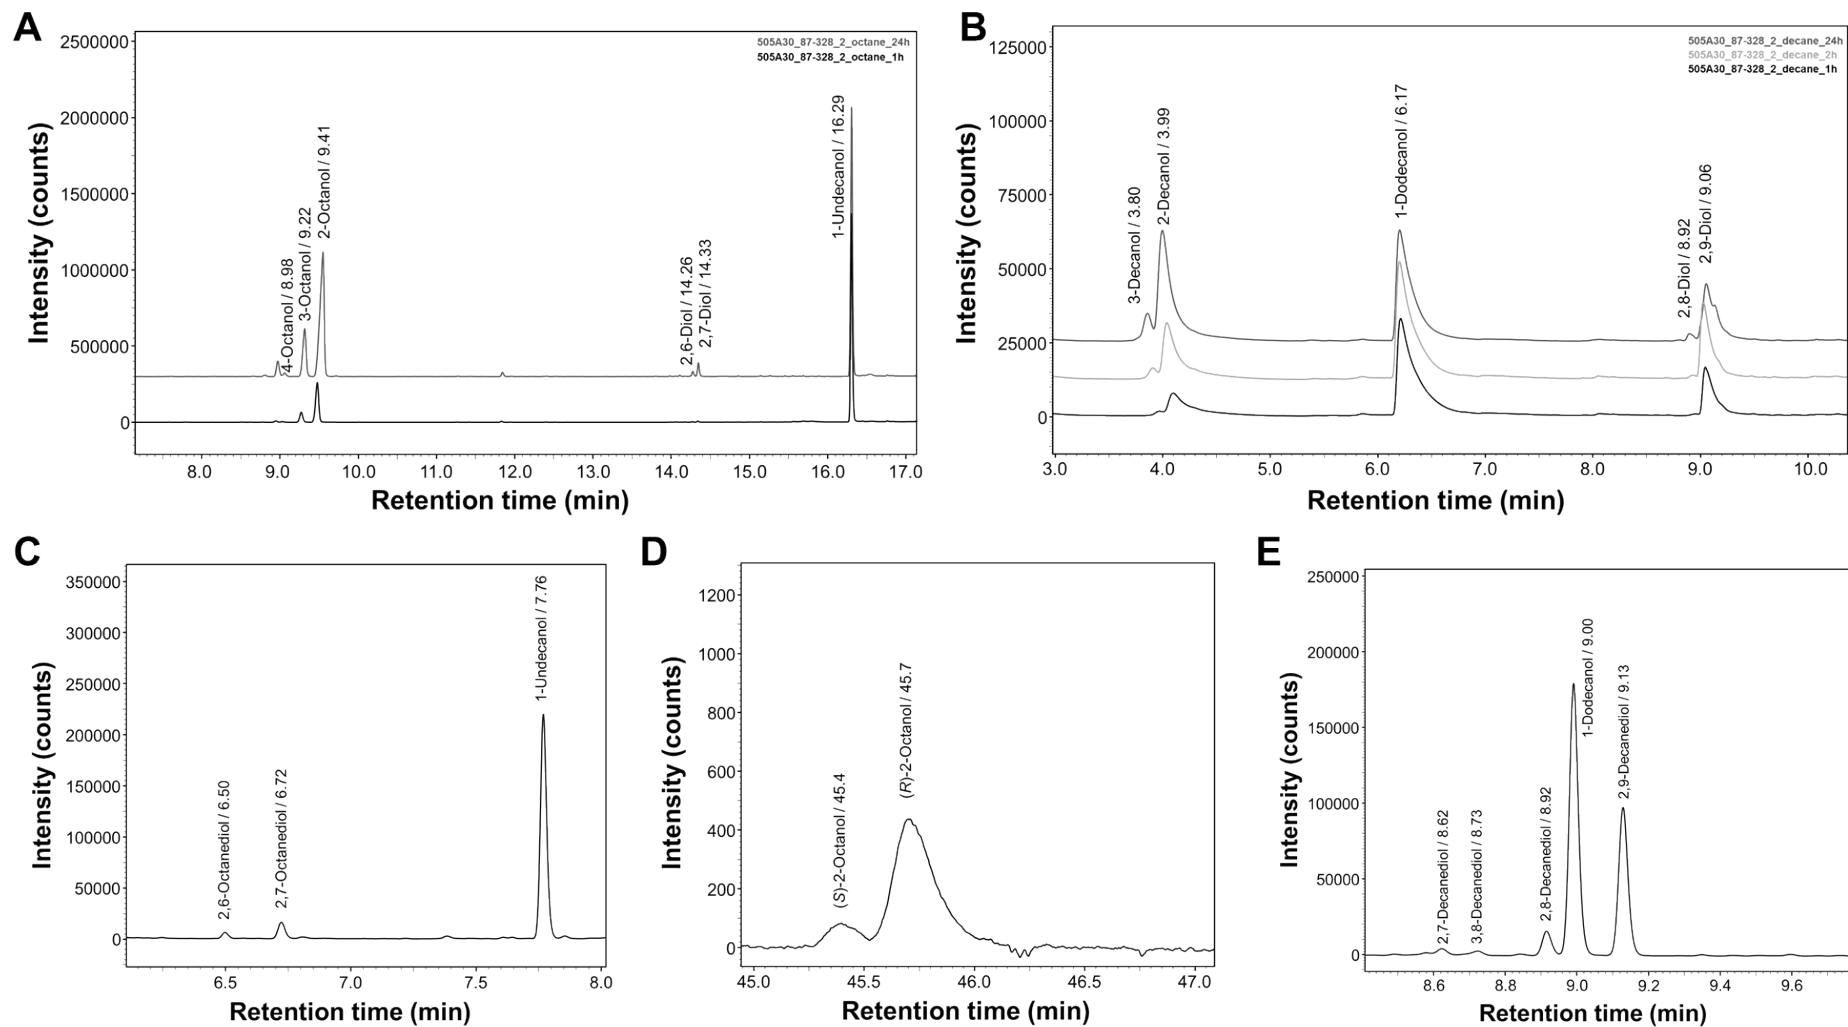 A
2500000
2000000
1500000
1000000
500000
0
Intensity (counts)
505A30_87-328_2_octane_24h
505A30_87-328_2_octane_1h
4-Octanol / 8.98
3-Octanol / 9.22
2-Octanol / 9.41
2,6-Diol / 14.26
2,7-Diol / 14.33
1-Undecanol / 16.29
8.0 9.0 10.0 11.0 12.0 13.0 14.0 15.0 16.0 17.0
Retention time (min)
B
125000
100000
75000
50000
25000
0
Intensity (counts)
505A30_87-328_2_decane_24h
505A30_87-328_2_decane_2h
505A30_87-328_2_decane_1h
3-Decanol / 3.80
2-Decanol / 3.99
1-Dodecanol / 6.17
2,8-Diol / 8.92
2,9-Diol / 9.06
3.0 4.0 5.0 6.0 7.0 8.0 9.0 10.0
Retention time (min)
C
350000
300000
250000
200000
150000
100000
50000
0
Intensity (counts)
2,6-Octanediol / 6.50
2,7-Octanediol / 6.72
1-Undecanol / 7.76
6.5 7.0 7.5 8.0
Retention time (min)
D
1200
1000
800
600
400
200
0
Intensity (counts)
(S)-2-Octanol / 45.4
(R)-2-Octanol / 45.7
45.0 45.5 46.0 46.5 47.0
Retention time (min)
E
250000
200000
150000
100000
50000
0
Intensity (counts)
2,7-Decanediol / 8.62
3,8-Decanediol / 8.73
2,8-Decanediol / 8.92
1-Dodecanol / 9.00
2,9-Decanediol / 9.13
8.6 8.8 9.0 9.2 9.4 9.6
Retention time (min)